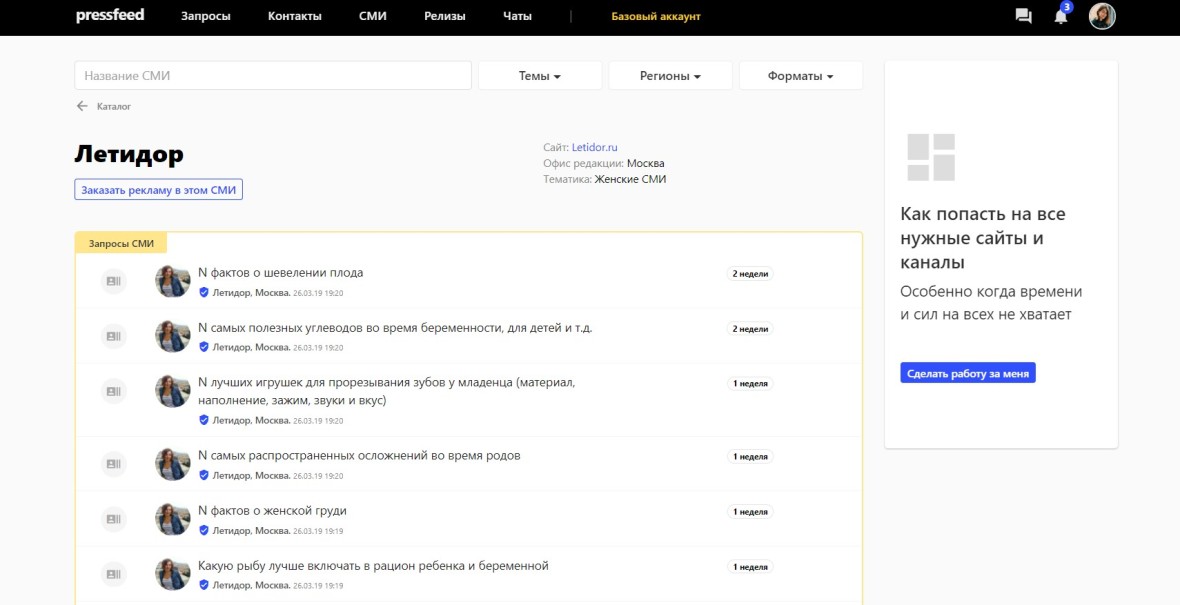 pressfeed Запросы Контакты СМИ Релизы Чаты | Базовый аккаунт 3
Название СМИ Темы Регионы Форматы
Каталог
Летидор
Заказать рекламу в этом СМИ
Сайт: Letidor.ru
Офис редакции: Москва
Тематика: Женские СМИ
Запросы СМИ
N фактов о шевелении плода 2 недели
Летидор, Москва. 26.03.19 19:20
N самых полезных углеводов во время беременности, для детей и т.д. 2 недели
Летидор, Москва. 26.03.19 19:20
N лучших игрушек для прорезывания зубов у младенца (материал, 1 неделя
наполнение, зажим, звуки и вкус)
Летидор, Москва. 26.03.19 19:20
N самых распространенных осложнений во время родов 1 неделя
Летидор, Москва. 26.03.19 19:20
N фактов о женской груди 1 неделя
Летидор, Москва. 26.03.19 19:19
Какую рыбу лучше включать в рацион ребенка и беременной 1 неделя
Летидор, Москва. 26.03.19 19:19
Как попасть на все
нужные сайты и
каналы
Особенно когда времени
и сил на всех не хватает
Сделать работу за меня